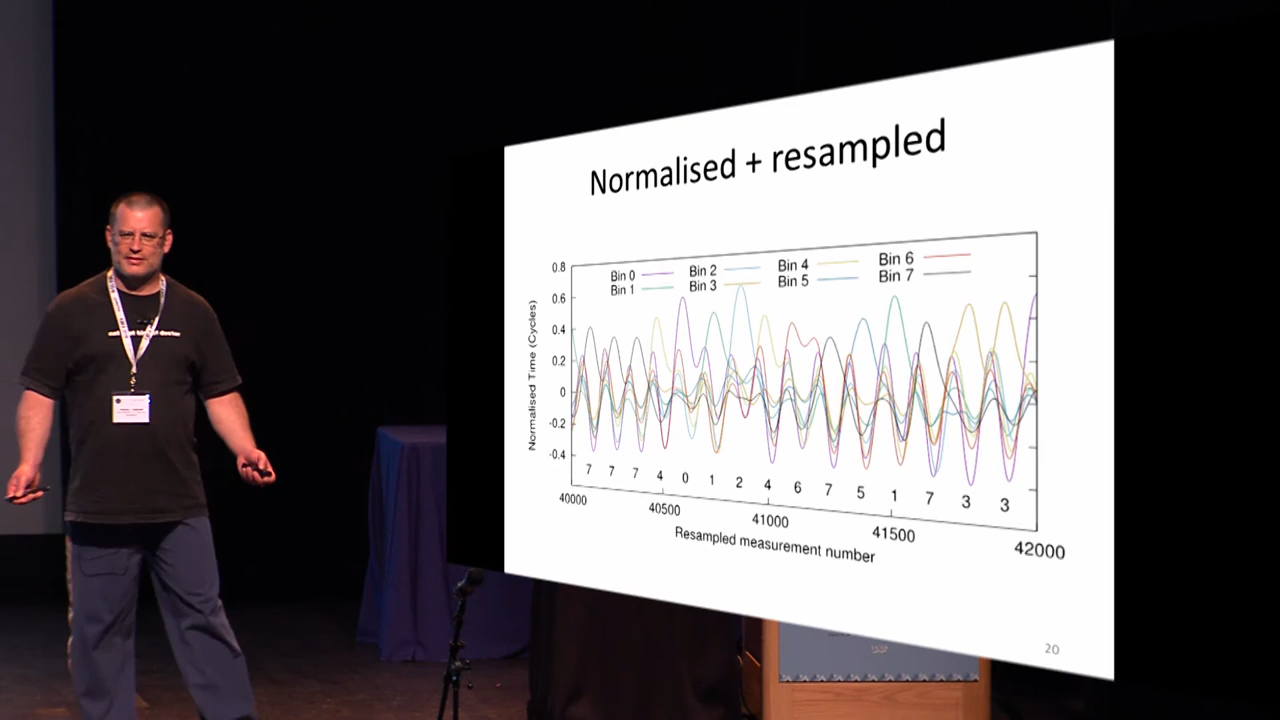 Normalised + resampled
Bin 0 Bin 2 Bin 4 Bin 6
Bin 1 Bin 3 Bin 5 Bin 7
0.8
0.6
0.4
0.2
0
-0.2
-0.4
Normalised Time (Cycles)
7 7 7 4 0 1 2 4 6 7 5 1 7 3 3
40000 40500 41000 41500 42000
Resampled measurement number
20